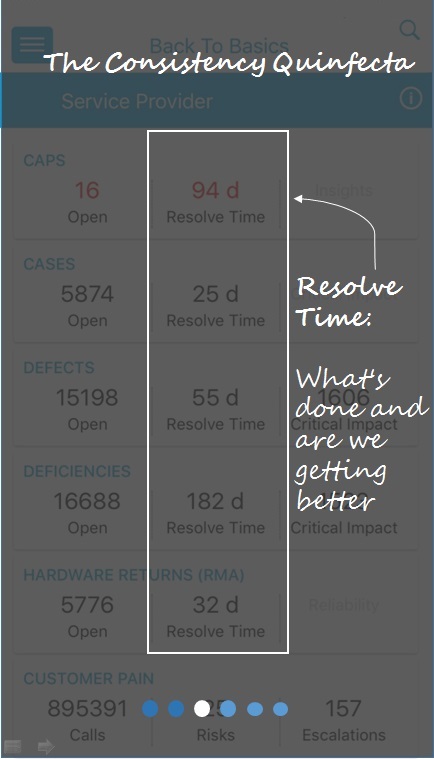 Back To Basics
The Consistency Quinfecta
Service Provider
CAPS
16 94 d Insights
Open Resolve Time
Resolve
Time:
CASES
5874 25 d
Open Resolve Time
DEFECTS
15198 55 d 1606
Open Resolve Time Critical Impact
What's
done and
are we
getting
better
DEFICIENCIES
16688 182 d
Open Resolve Time Critical Impact
HARDWARE RETURNS (RMA)
5776 32 d Reliability
Open Resolve Time
CUSTOMER PAIN
895391 157
Calls Risks Escalations